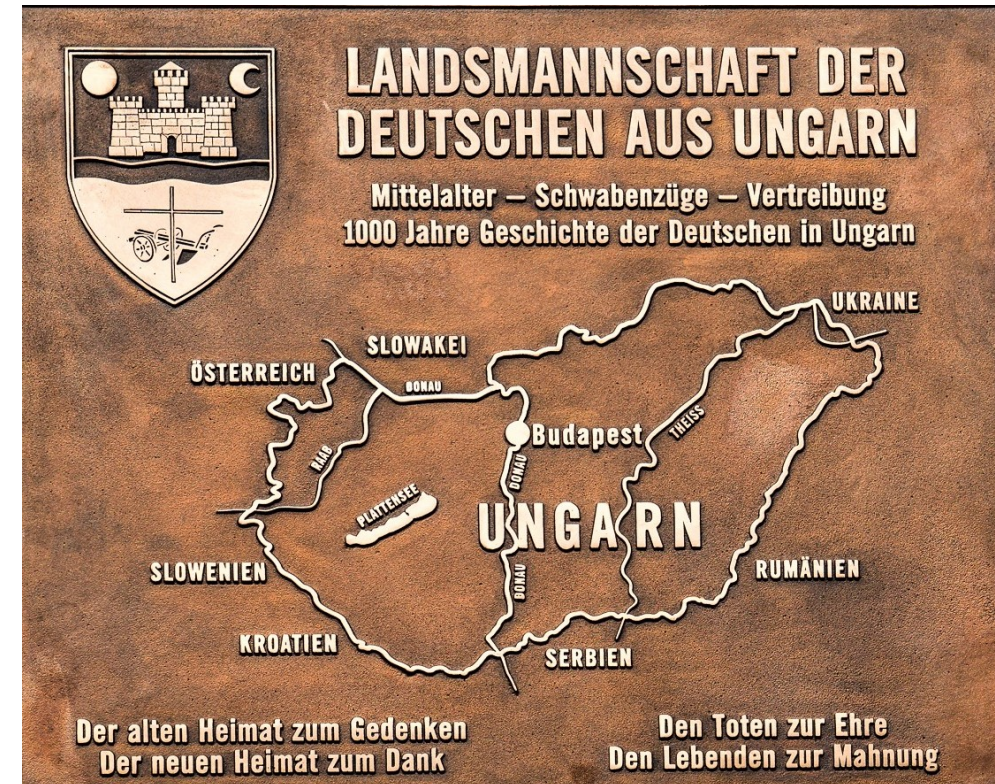 LANDSMANNSCHAFT DER
DEUTSCHEN AUS UNGARN
Mittelalter – Schwabenzüge – Vertreibung
1000 Jahre Geschichte der Deutschen in Ungarn
UKRAINE
SLOWAKEI
ÖSTERREICH
DONAU
THEISS
Budapest
RAAB
DONAU
PLATTENSEE
UNGARN
SLOWENIEN
DONAU
RUMÄNIEN
KROATIEN
SERBIEN
Der alten Heimat zum Gedenken
Der neuen Heimat zum Dank
Den Toten zur Ehre
Den Lebenden zur Mahnung